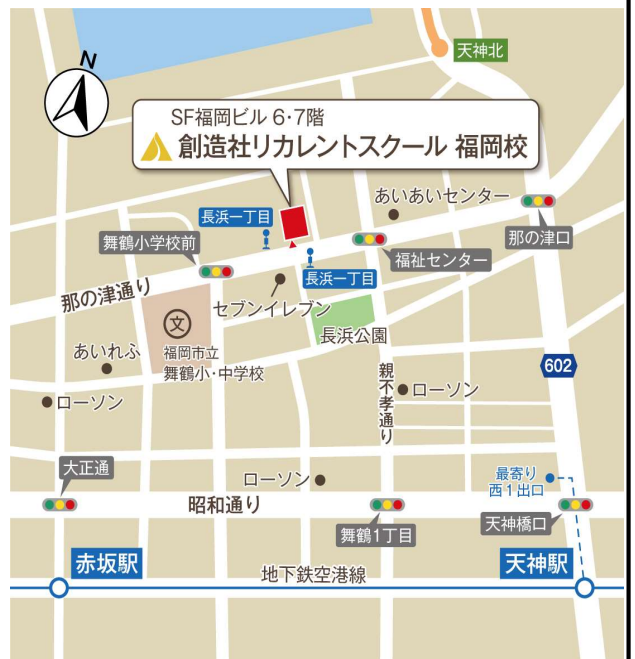 天神北
N
SF福岡ビル 6・7階
創造社リカレントスクール 福岡校
あいあいセンター
長浜一丁目
那の津口
舞鶴小学校前
福祉センター
長浜一丁目
那の津通り
セブンイレブン
文
長浜公園
あいれふ
福岡市立
舞鶴小・中学校
602
親不孝通り
ローソン
ローソン
大正通
ローソン
最寄り
西1出口
昭和通り
舞鶴1丁目
天神橋口
赤坂駅
地下鉄空港線
天神駅